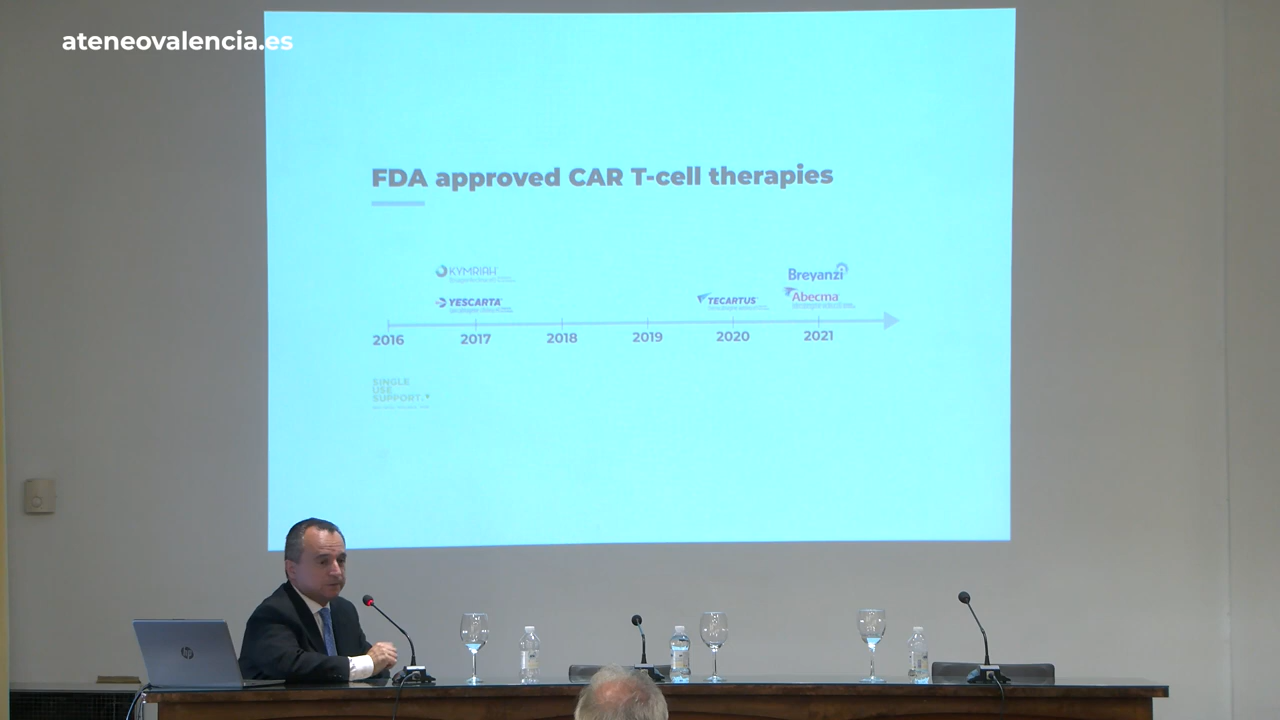 ateneovalencia.es
FDA approved CAR T-cell therapies
KYMRIAH
Breyanzi
YESCARTA
TECARTUS
Abecma
2016 2017 2018 2019 2020 2021
SINGLE
USE
SUPPORT.
hp